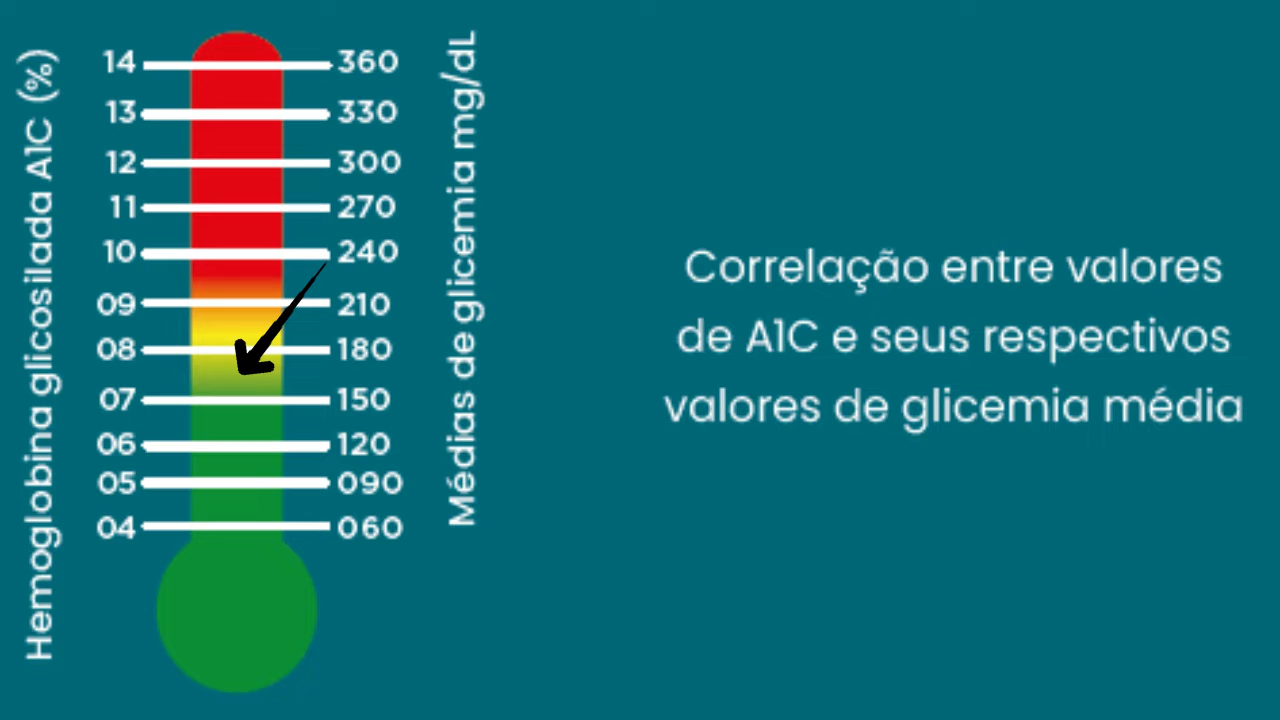 Hemoglobina glicosilada A1C (%)
14 360
13 330
12 300
11 270
10 240
09 210
08 180
07 150
06 120
05 090
04 060
Médias de glicemia mg/dL
Correlação entre valores
de A1C e seus respectivos
valores de glicemia média